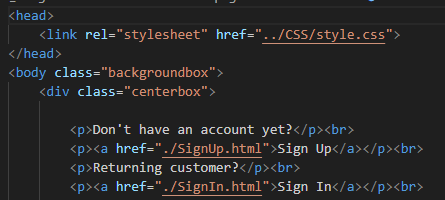 <head>
<link rel="stylesheet" href="../CSS/style.css">
</head>
<body class="backgroundbox">
<div class="centerbox">
<p>Don't have an account yet?</p><br>
<p><a href="./SignUp.html">Sign Up</a></p><br>
<p>Returning customer?</p><br>
<p><a href="./SignIn.html">Sign In</a></p><br>